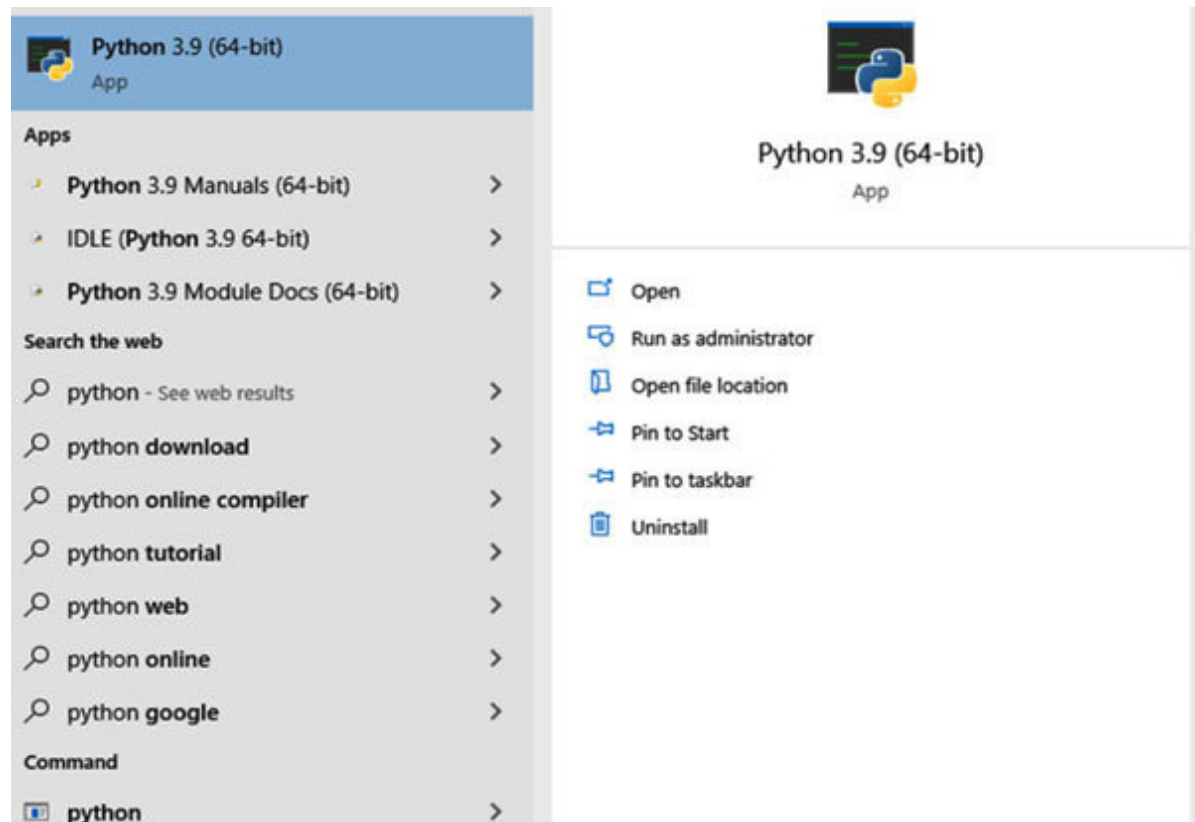 Python 3.9 (64-bit)
App
Apps
Python 3.9 Manuals (64-bit)
IDLE (Python 3.9 64-bit)
Python 3.9 Module Docs (64-bit)
Search the web
python - See web results
python download
python online compiler
python tutorial
python web
python online
python google
Command
python
Python 3.9 (64-bit)
App
Open
Run as administrator
Open file location
Pin to Start
Pin to taskbar
Uninstall